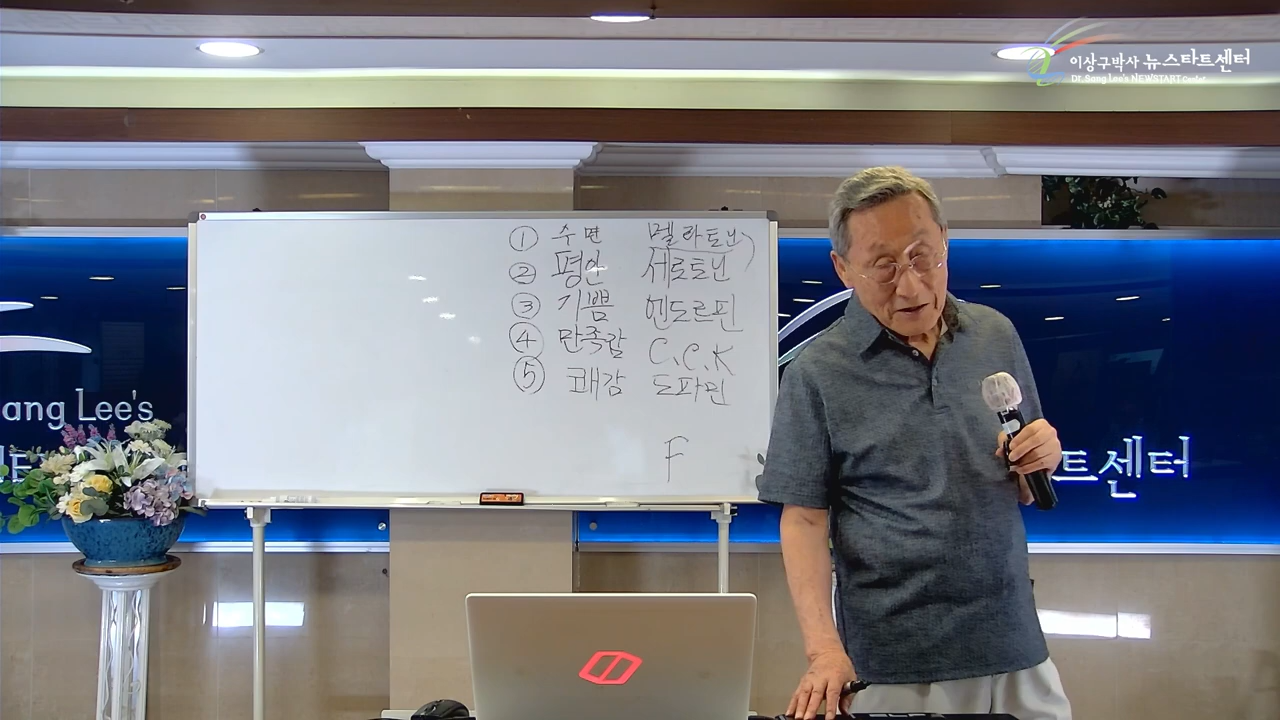 이상구박사 뉴스타트센터
Dr. Sang Lee's NEWSTART Center
① 수면 멜라토닌
② 평안 세로토닌
③ 기쁨 엔도르핀
④ 만족감 C, C, K
⑤ 쾌감 도파민
F
ang Lee's
트센터